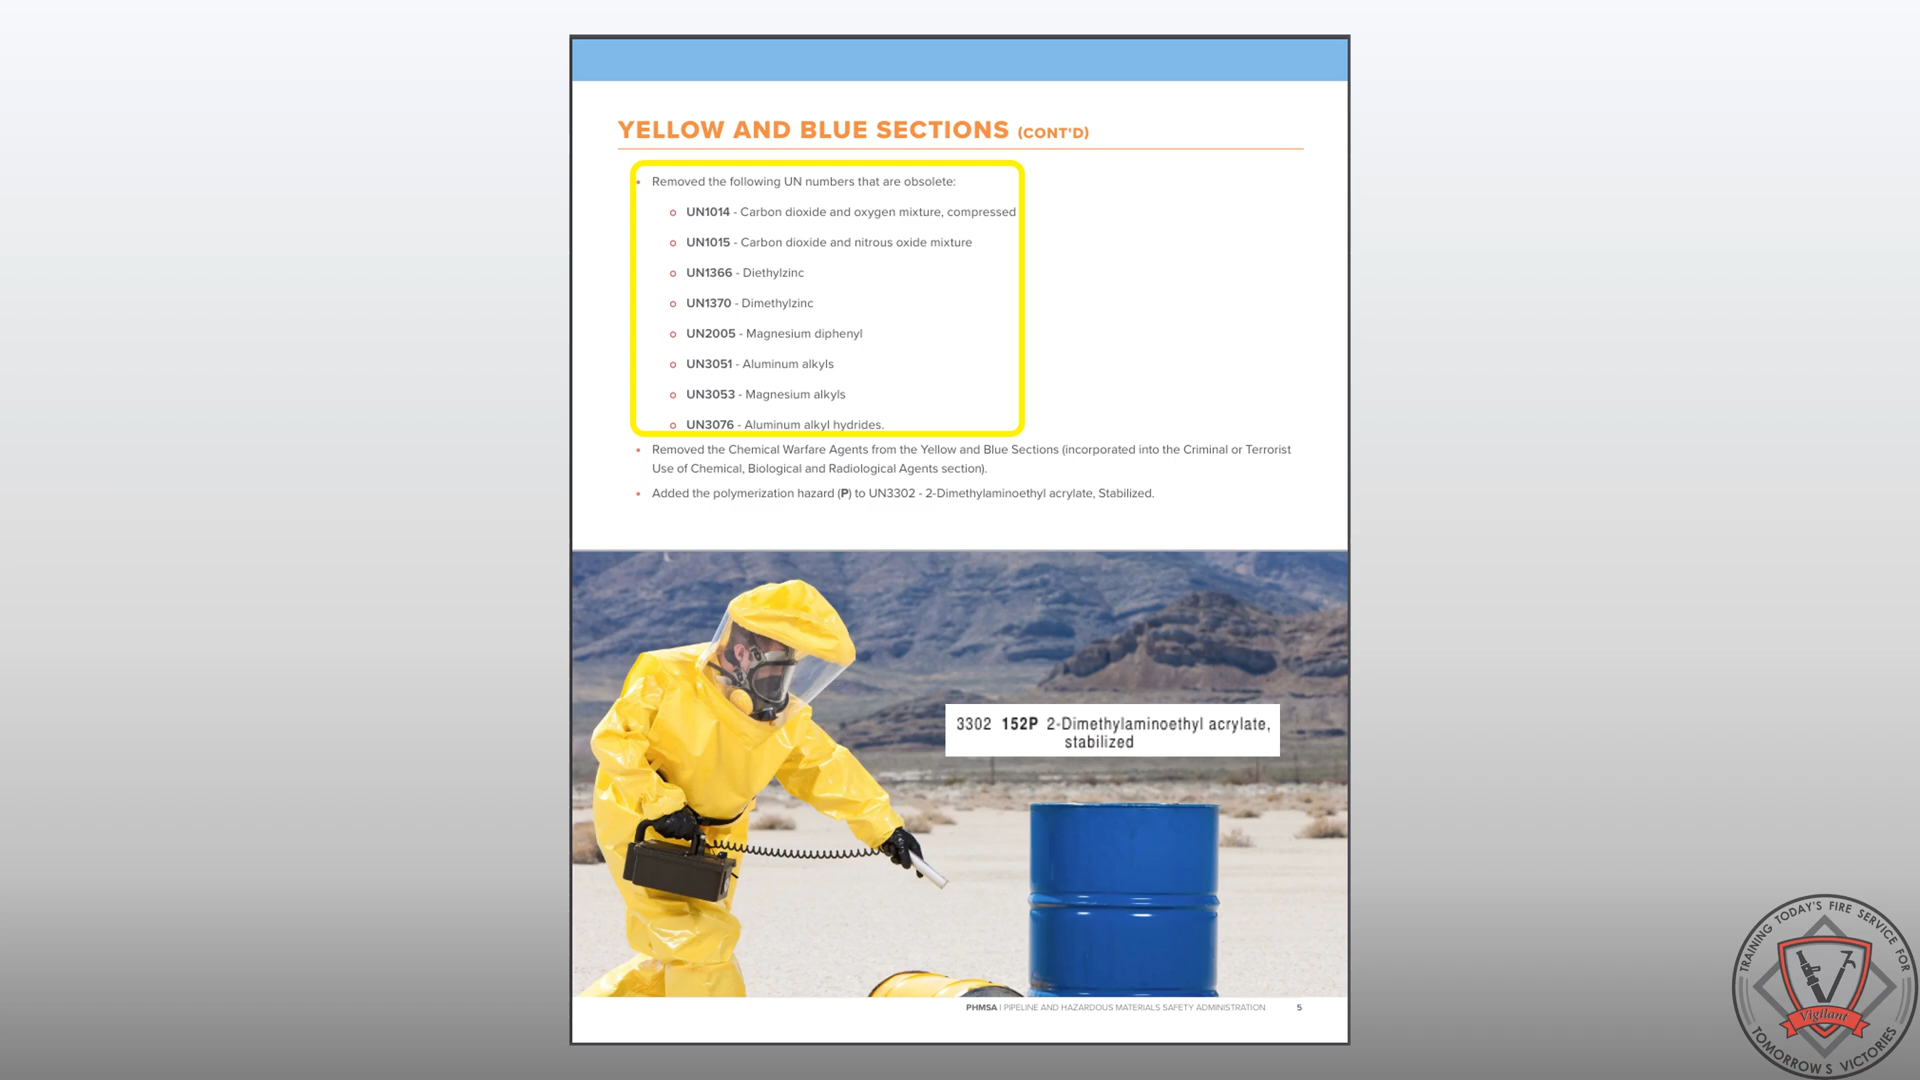 YELLOW AND BLUE SECTIONS (CONT'D)
• Removed the following UN numbers that are obsolete:
UN1014 - Carbon dioxide and oxygen mixture, compressed
UN1015 - Carbon dioxide and nitrous oxide mixture
UN1366 - Diethylzinc
UN1370 - Dimethylzinc
UN2005 - Magnesium diphenyl
UN3051 - Aluminum alkyls
UN3053 - Magnesium alkyls
UN3076 - Aluminum alkyl hydrides.
• Removed the Chemical Warfare Agents from the Yellow and Blue Sections (incorporated into the Criminal or Terrorist
Use of Chemical, Biological and Radiological Agents section).
• Added the polymerization hazard (P) to UN3302 - 2-Dimethylaminoethyl acrylate, Stabilized.
3302 152P 2-Dimethylaminoethyl acrylate,
stabilized
PHMSA | PIPELINE AND HAZARDOUS MATERIALS SAFETY ADMINISTRATION 5
TRAINING TODAY'S FIRE SERVICE FOR
Vigilant
TOMORROW'S VICTORIES